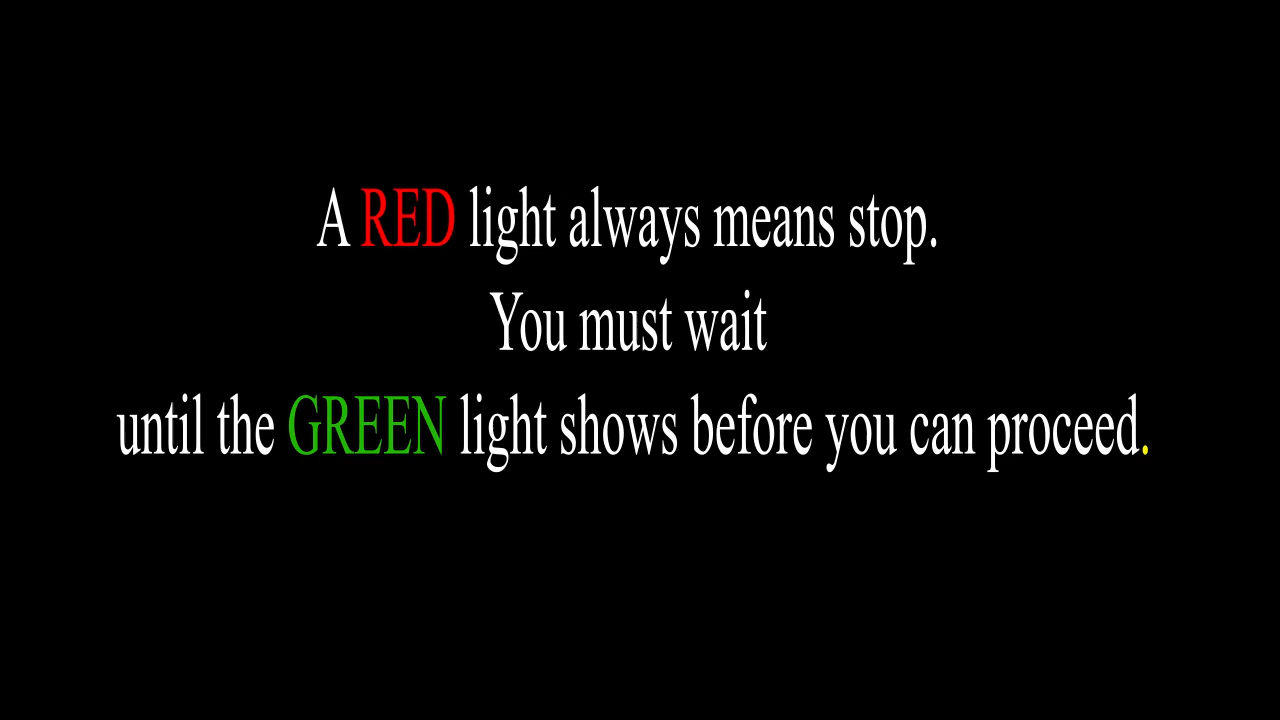 A RED light always means stop.
You must wait
until the GREEN light shows before you can proceed.